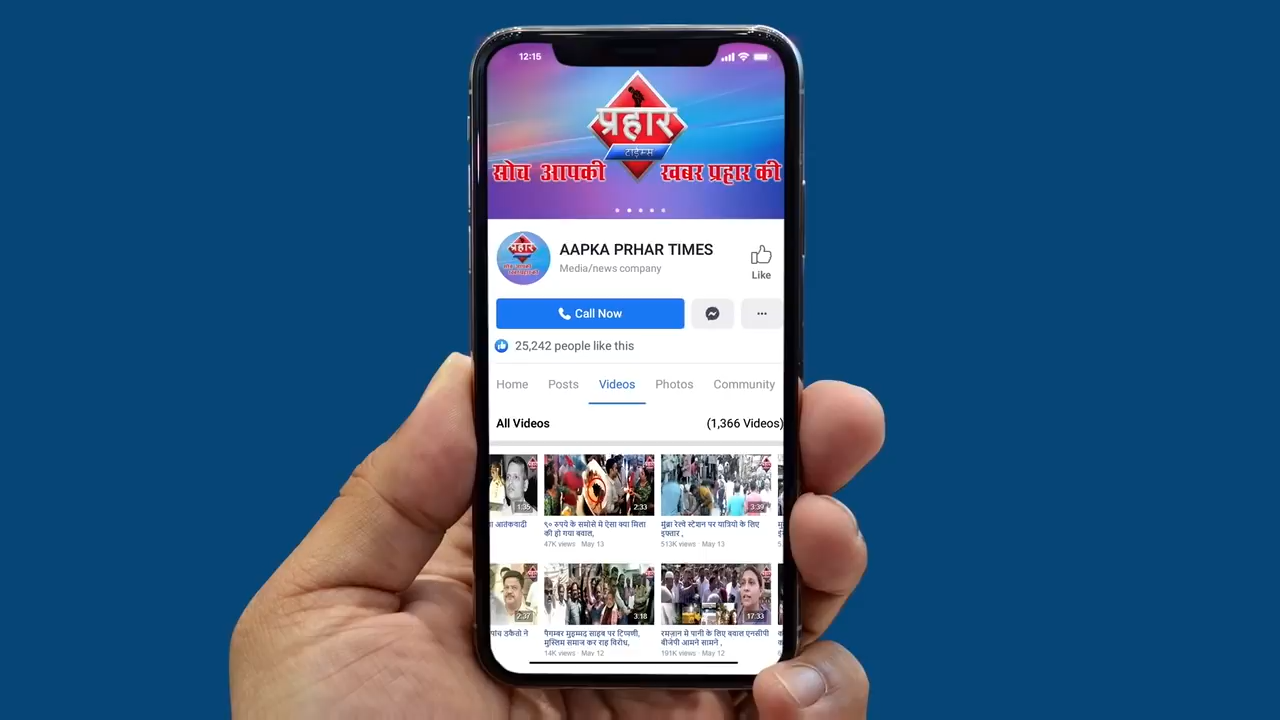 12:15
प्रहार
टाईम्स
सोच आपकी खबर प्रहार की
प्रहार
AAPKA PRHAR TIMES
Media/news company
Like
Call Now
25,242 people like this
Home Posts Videos Photos Community
All Videos (1,366 Videos)
1:35
2:33
3:39
आतंकवादी
९० रुपये के समोसे मे ऐसा क्या मिला
की हो गया बवाल,
47K views · May 13
मुंब्रा रेल्वे स्टेशन पर यात्रियो के लिए
इफ्तार ,
513K views · May 13
2:37
3:18
17:33
पांच डकैतो ने
पैगम्बर मुहम्मद साहब पर टिप्पणी,
मुस्लिम समाज कर राह विरोध,
14K views · May 12
रमज़ान मे पानी के लिए बवाल एनसीपी
बीजेपी आमने सामने ,
191K views · May 12